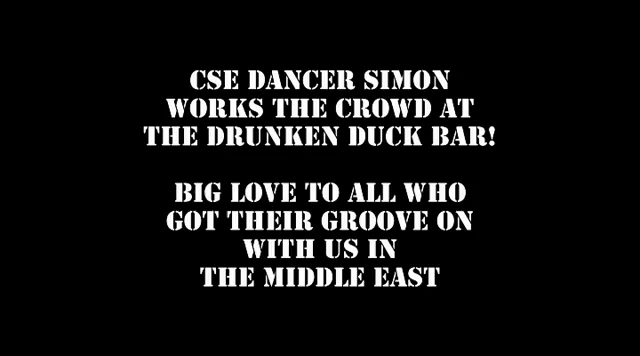 CSE DANCER SIMON
WORKS THE CROWD AT
THE DRUNKEN DUCK BAR!
BIG LOVE TO ALL WHO
GOT THEIR GROOVE ON
WITH US IN
THE MIDDLE EAST